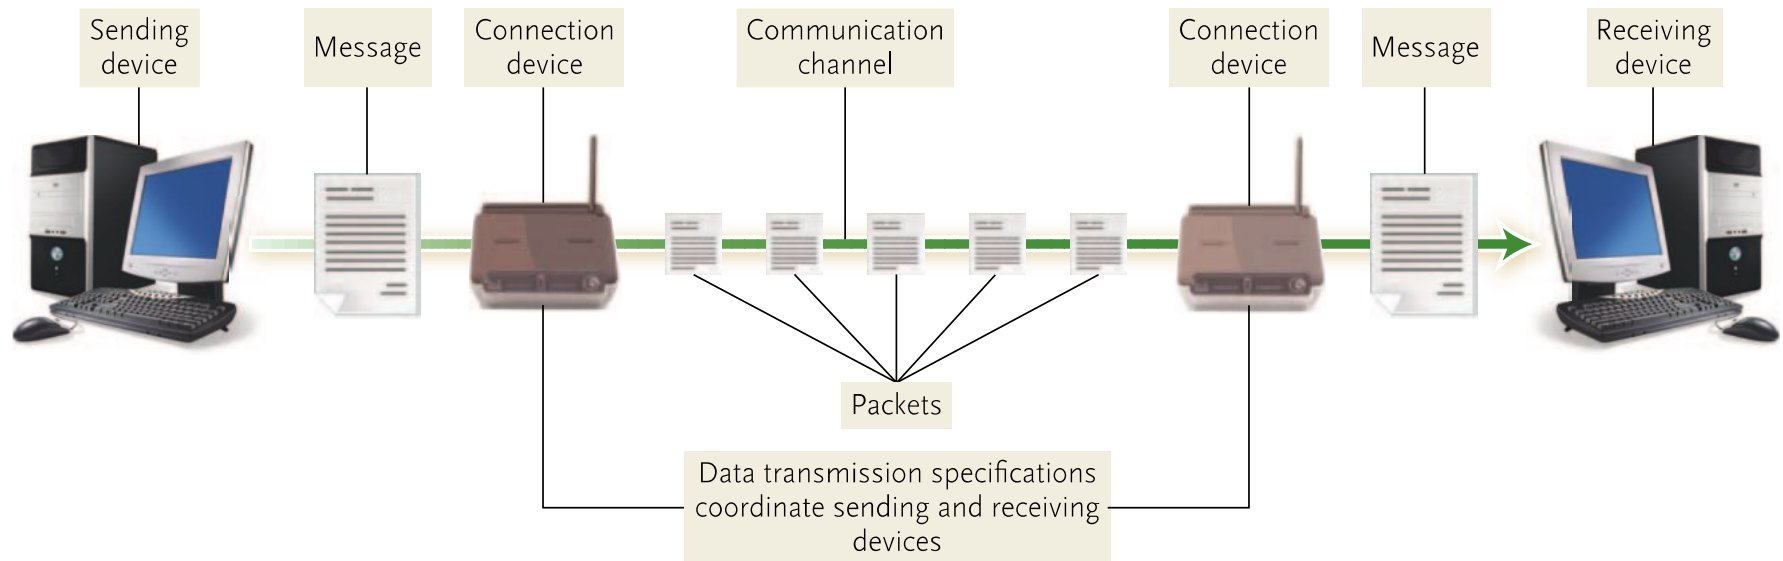 Sending
device
Message
Connection
device
Communication
channel
Connection
device
Message
Receiving
device
Packets
Data transmission specifications
coordinate sending and receiving
devices